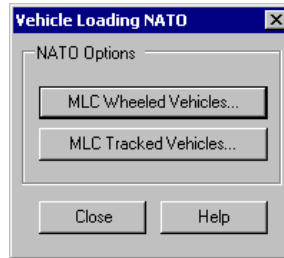 Vehicle Loading NATO
NATO Options
MLC Wheeled Vehicles...
MLC Tracked Vehicles...
Close Help